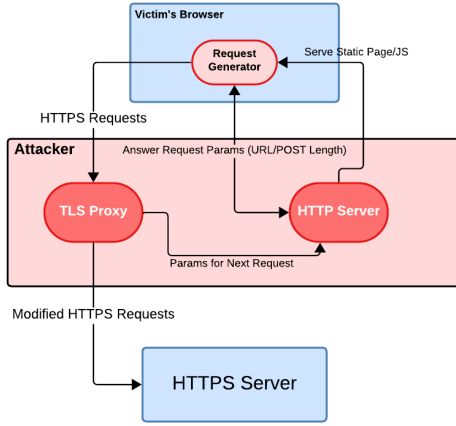 Victim's Browser
Request
Generator
Serve Static Page/JS
HTTPS Requests
Attacker
Answer Request Params (URL/POST Length)
TLS Proxy
HTTP Server
Params for Next Request
Modified HTTPS Requests
HTTPS Server